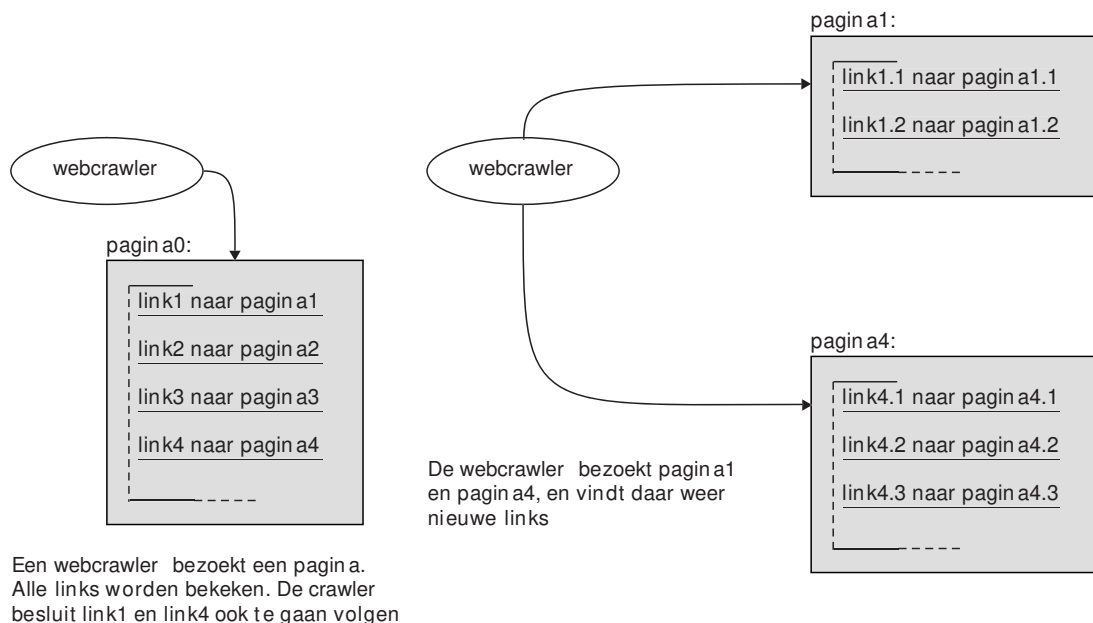 webcrawler
pagina0:
link1 naar pagina1
link2 naar pagina2
link3 naar pagina3
link4 naar pagina4
Een webcrawler bezoekt een pagina.
Alle links worden bekeken. De crawler
besluit link1 en link4 ook te gaan volgen
webcrawler
pagina1:
link1.1 naar pagina1.1
link1.2 naar pagina1.2
pagina4:
link4.1 naar pagina4.1
link4.2 naar pagina4.2
link4.3 naar pagina4.3
De webcrawler bezoekt pagina1
en pagina4, en vindt daar weer
nieuwe links